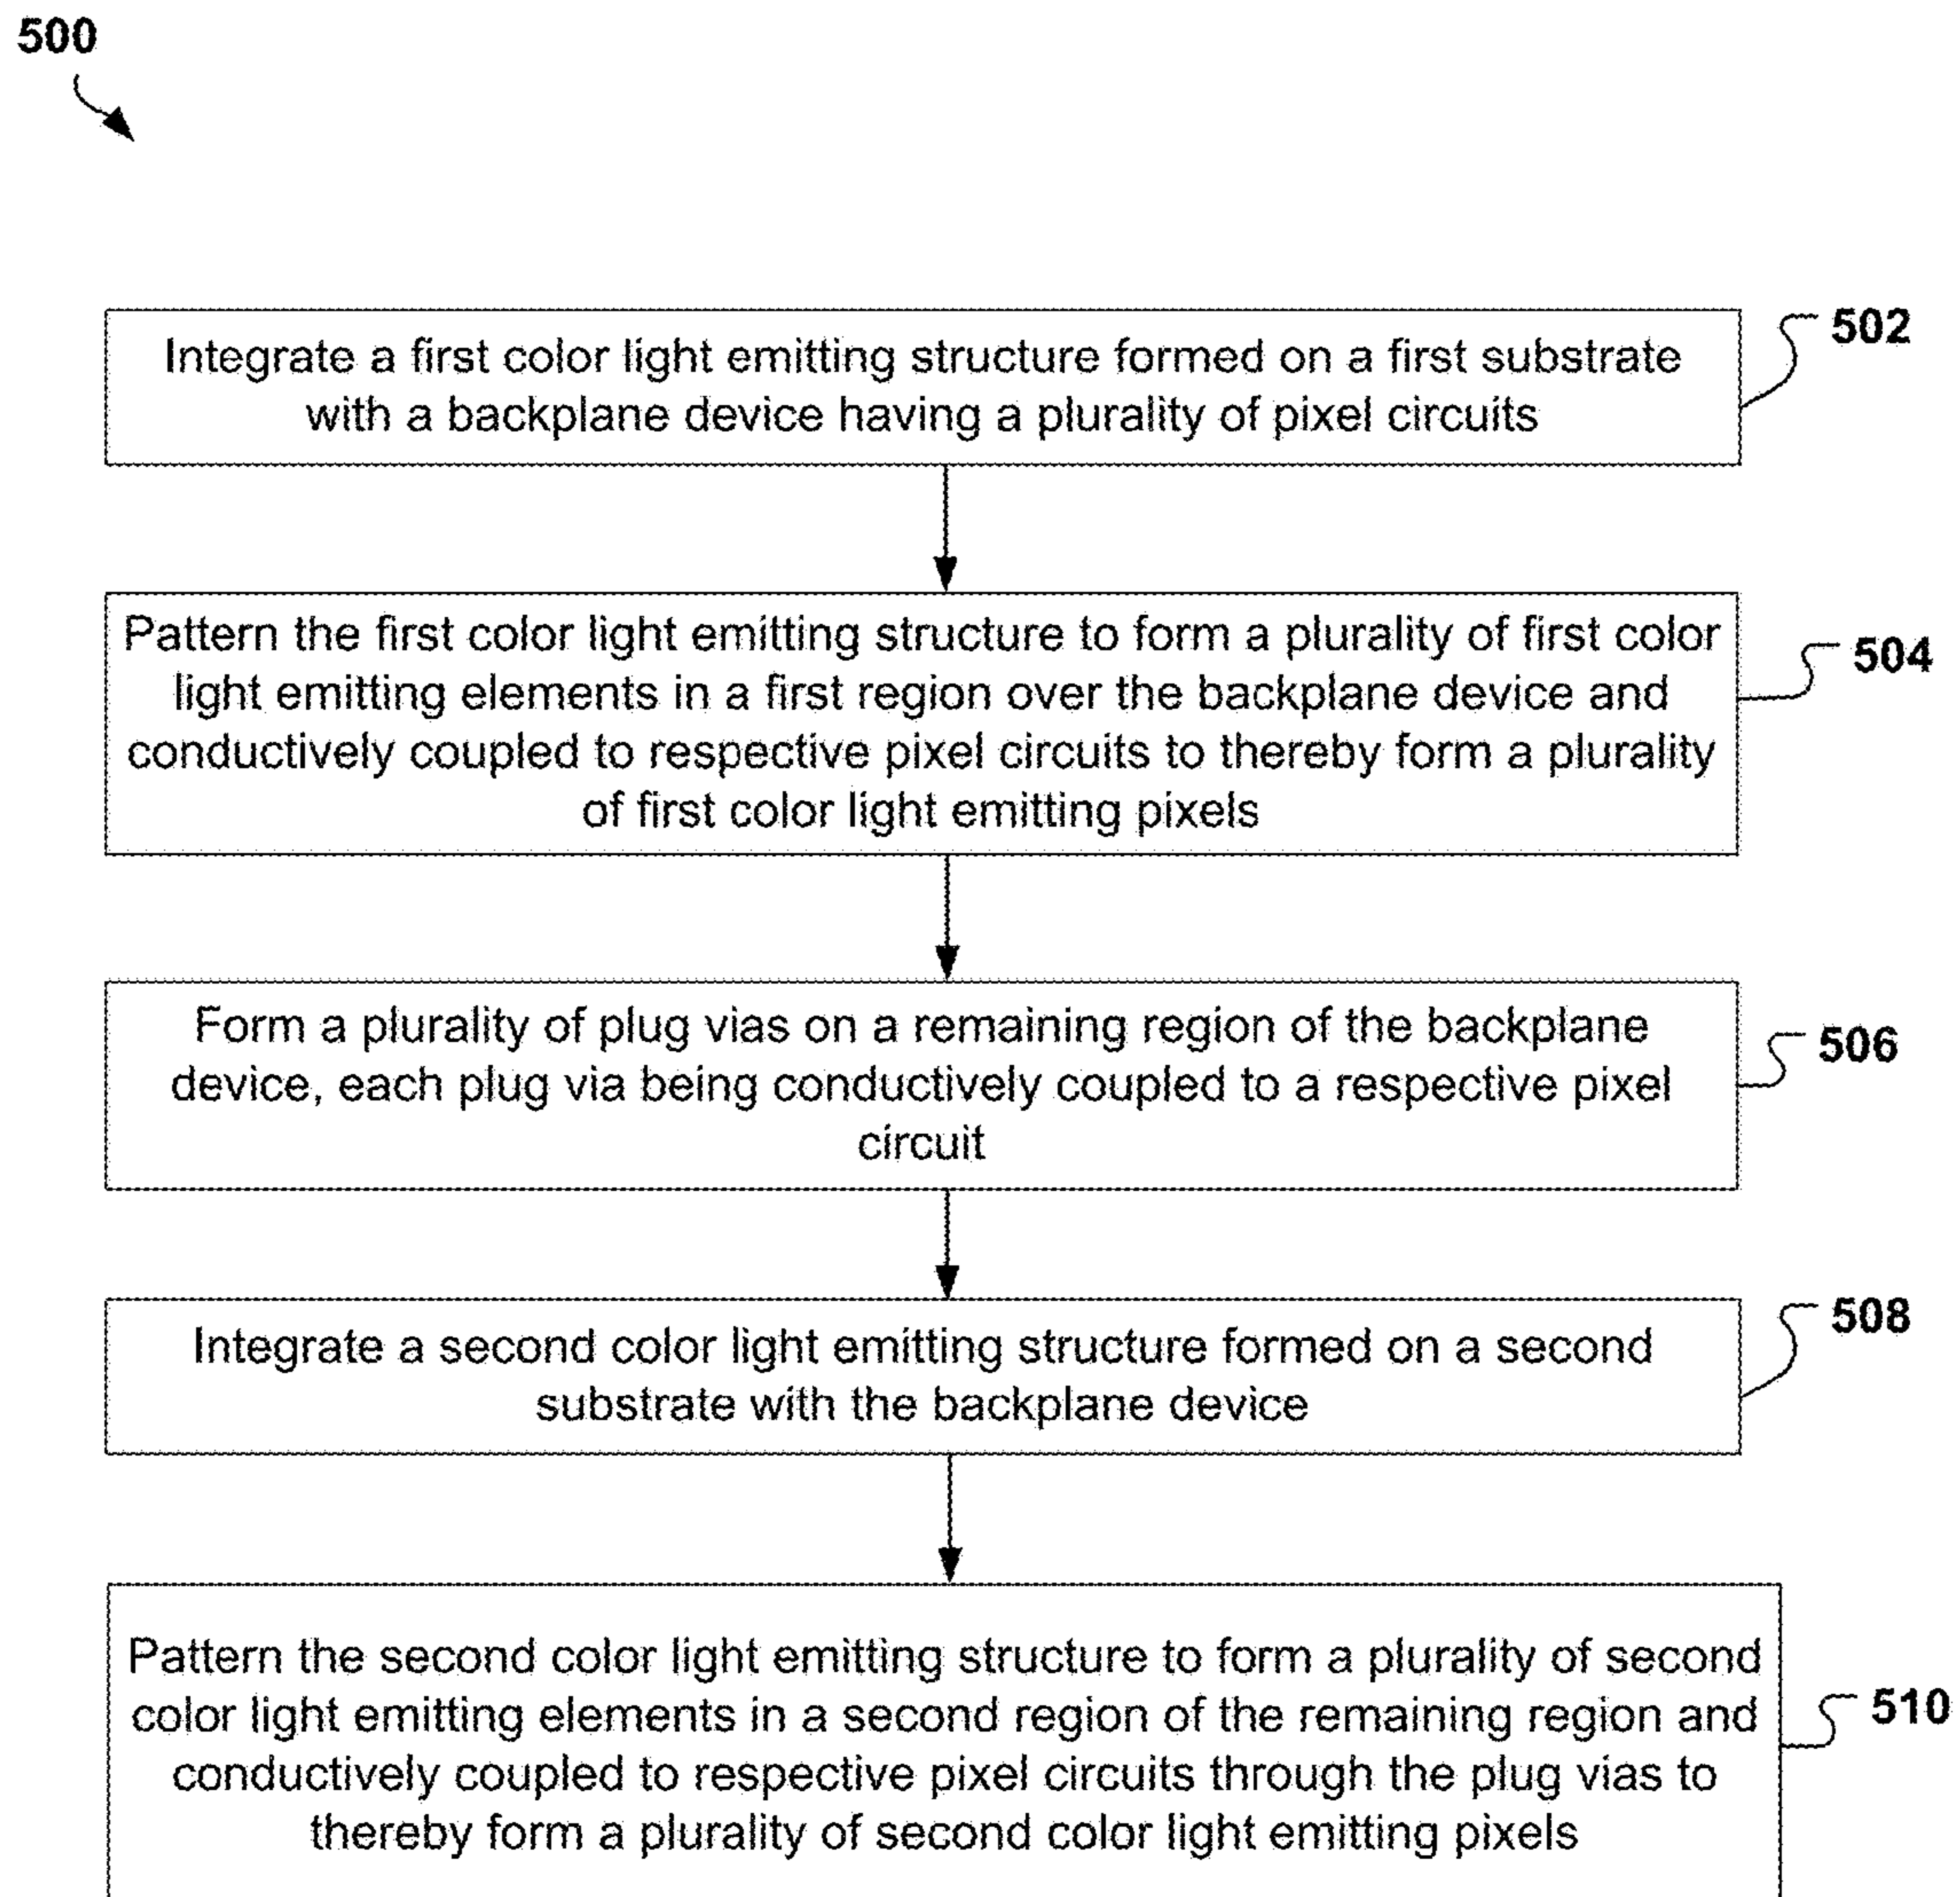 500
Integrate a first color light emitting structure formed on a first substrate
with a backplane device having a plurality of pixel circuits
502
Pattern the first color light emitting structure to form a plurality of first color
light emitting elements in a first region over the backplane device and
conductively coupled to respective pixel circuits to thereby form a plurality
of first color light emitting pixels
504
Form a plurality of plug vias on a remaining region of the backplane
device, each plug via being conductively coupled to a respective pixel
circuit
506
Integrate a second color light emitting structure formed on a second
substrate with the backplane device
508
Pattern the second color light emitting structure to form a plurality of second
color light emitting elements in a second region of the remaining region and
conductively coupled to respective pixel circuits through the plug vias to
thereby form a plurality of second color light emitting pixels
510